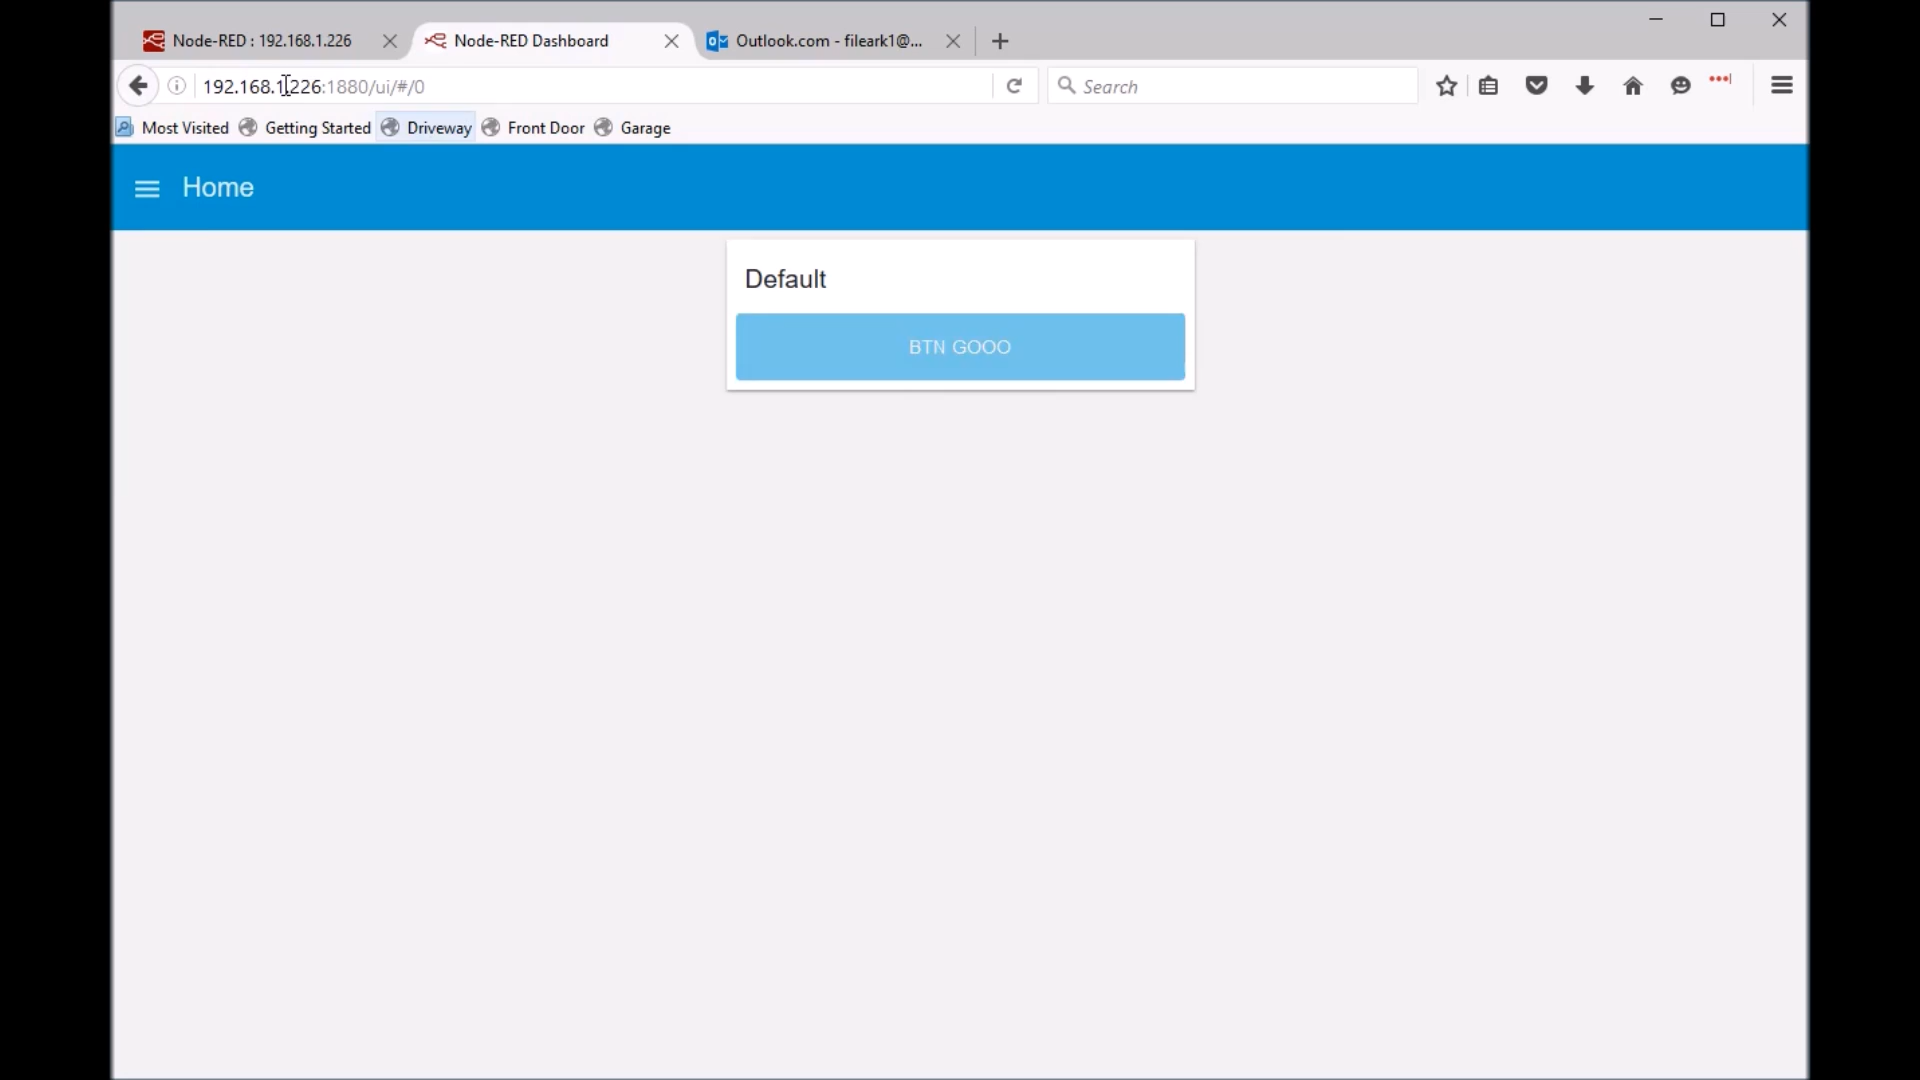 Node-RED : 192.168.1.226
Node-RED Dashboard
Outlook.com - fileark1@...
192.168.1.226:1880/ui/#/0
Search
Most Visited
Getting Started
Driveway
Front Door
Garage
Home
Default
BTN GOOO